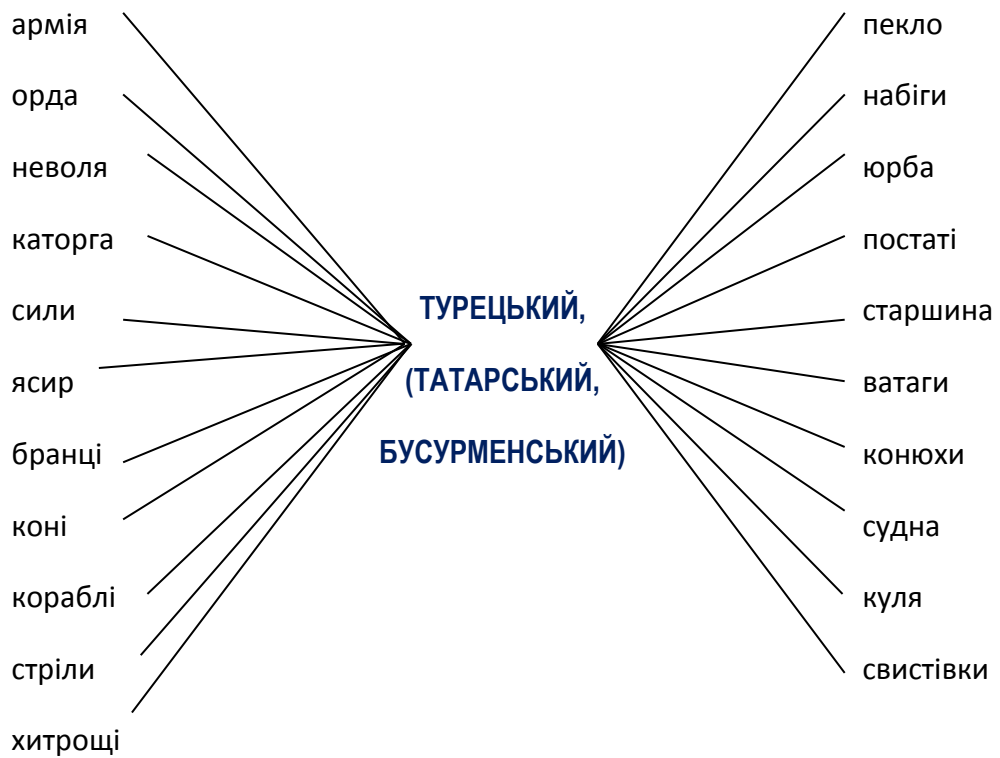 армія
орда
неволя
каторга
сили
ясир
бранці
коні
кораблі
стріли
хитрощі
ТУРЕЦЬКИЙ,
(ТАТАРСЬКИЙ,
БУСУРМЕНСЬКИЙ)
пекло
набіги
юрба
постаті
старшина
ватаги
конюхи
судна
куля
свистівки